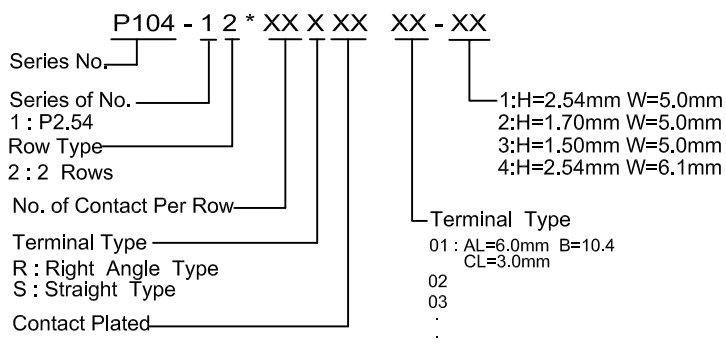 P104 - 1 2 * XX X XX XX - XX
Series No.
Series of No.
1 : P2.54
Row Type
2 : 2 Rows
No. of Contact Per Row
Terminal Type
R : Right Angle Type
S : Straight Type
Contact Plated
1:H=2.54mm W=5.0mm
2:H=1.70mm W=5.0mm
3:H=1.50mm W=5.0mm
4:H=2.54mm W=6.1mm
Terminal Type
01 : AL=6.0mm B=10.4
CL=3.0mm
02
03
.
.